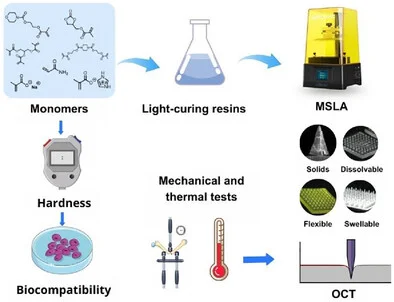 Monomers
Light-curing resins
MSLA
Hardness
Mechanical and
thermal tests
Solids
Dissolvable
Flexible
Swellable
Biocompatibility
OCT